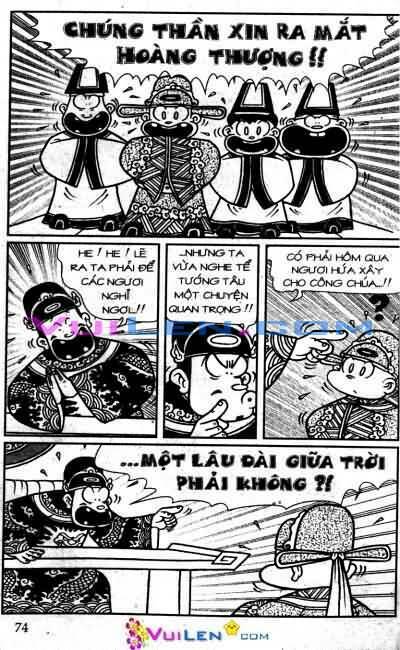 CHÚNG THẦN XIN RA MẮT
HOÀNG THƯỢNG!!
HE! HE! LẼ
RA TA PHẢI ĐỂ
CÁC NGƯƠI
NGHỈ
NGƠI..!!
...NHƯNG TA
VỪA NGHE TỂ
TƯỚNG TÂU
MỘT CHUYỆN
QUAN TRỌNG!!
CÓ PHẢI HÔM QUA
NGƯƠI HỨA XÂY
CHO CÔNG CHÚA..!!
?
VUILEN.COM
...MỘT LÂU ĐÀI GIỮA TRỜI
PHẢI KHÔNG?!
74
VUILEN.COM